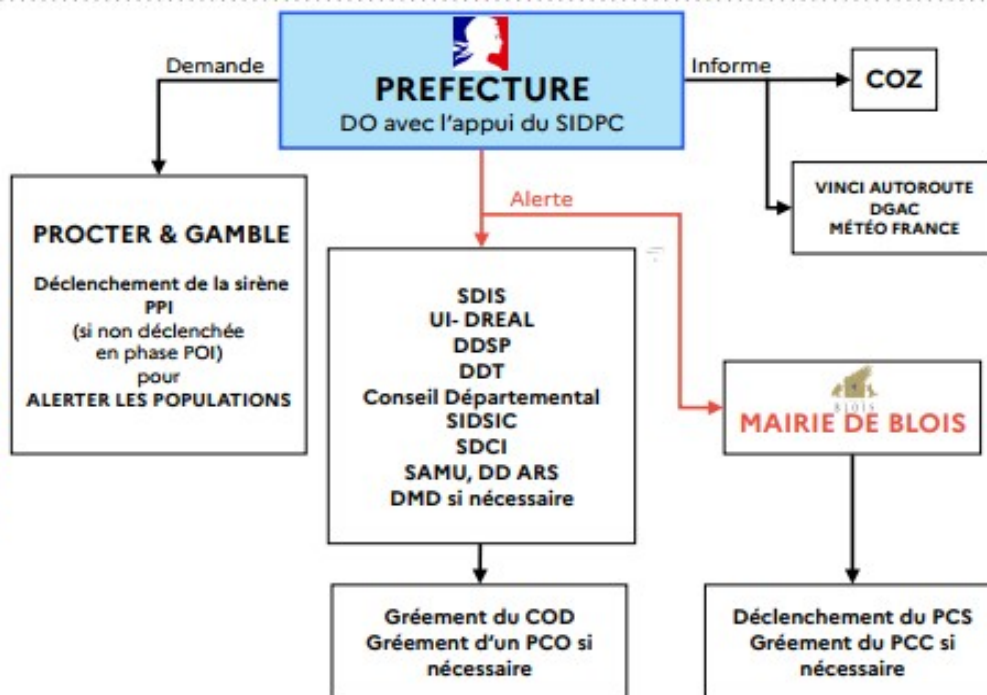 Demande
PREFECTURE
DO avec l'appui du SIDPC
Informe
COZ
VINCI AUTOROUTE
DGAC
MÉTÉO FRANCE
Alerte
PROCTER & GAMBLE
Déclenchement de la sirène
PPI
(si non déclenchée
en phase POI)
pour
ALERTER LES POPULATIONS
SDIS
UI- DREAL
DDSP
DDT
Conseil Départemental
SIDSIC
SDCI
SAMU, DD ARS
DMD si nécessaire
BLOIS
MAIRIE DE BLOIS
Gréement du COD
Gréement d'un PCO si
nécessaire
Déclenchement du PCS
Gréement du PCC si
nécessaire